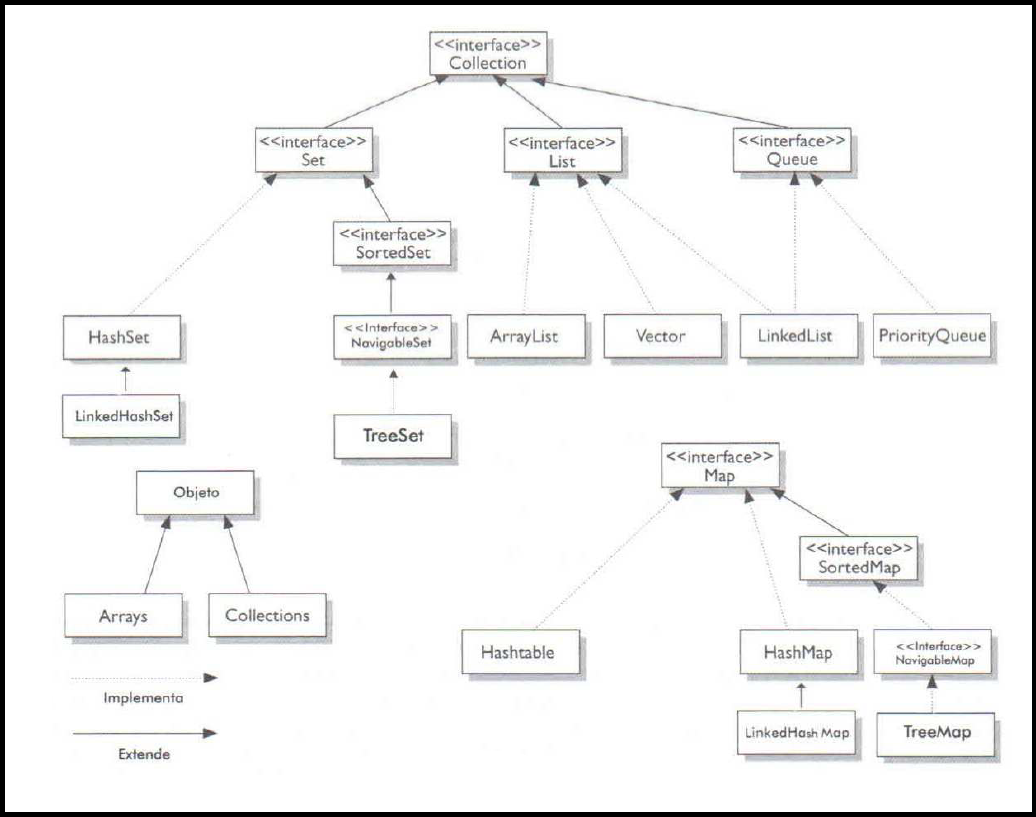 <<interface>>
Collection
<<interface>>
Set
<<interface>>
List
<<interface>>
Queue
<<interface>>
SortedSet
HashSet
<<Interface>>
NavigableSet
ArrayList
Vector
LinkedList
PriorityQueue
LinkedHashSet
TreeSet
<<interface>>
Map
Objeto
<<interface>>
SortedMap
Arrays
Collections
Hashtable
HashMap
<<Interface>>
NavigableMap
Implementa
LinkedHash Map
TreeMap
Extende